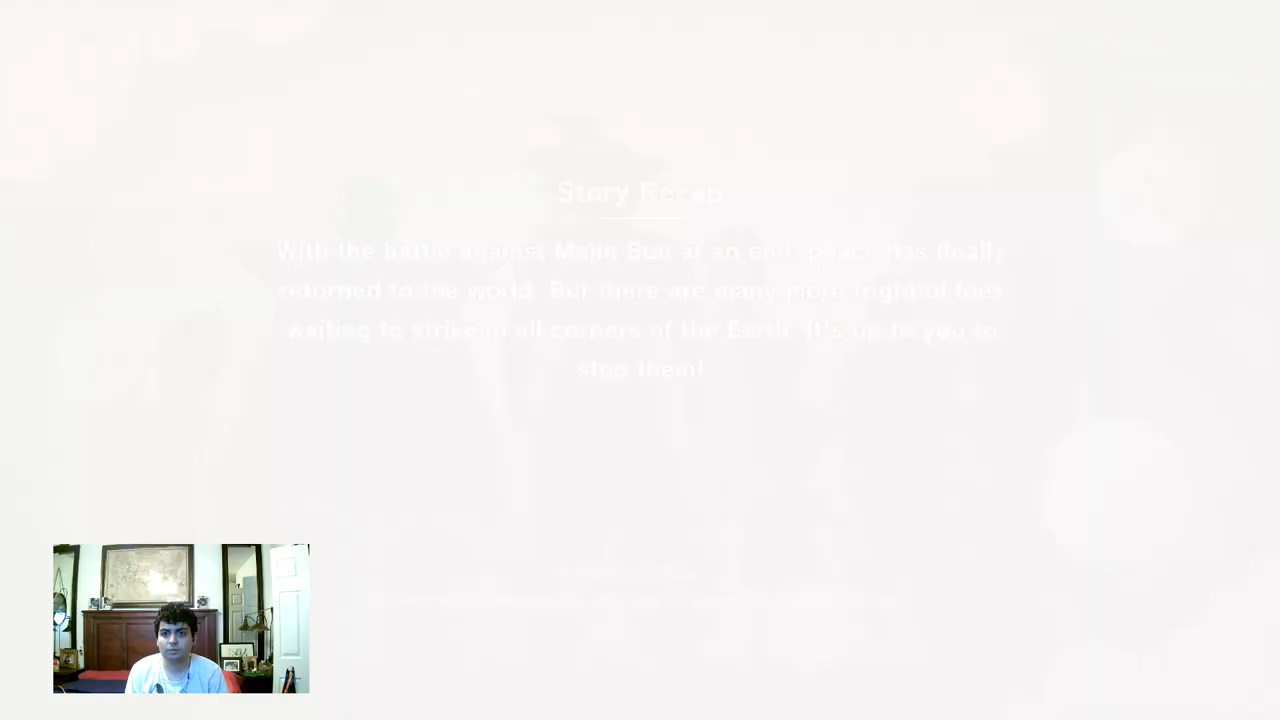 Story Recap
With the battle against Majin Buu at an end, peace has finally
returned to the world. But there are many more frightful foes
waiting to strike in all corners of the Earth. It's up to you to
stop them!